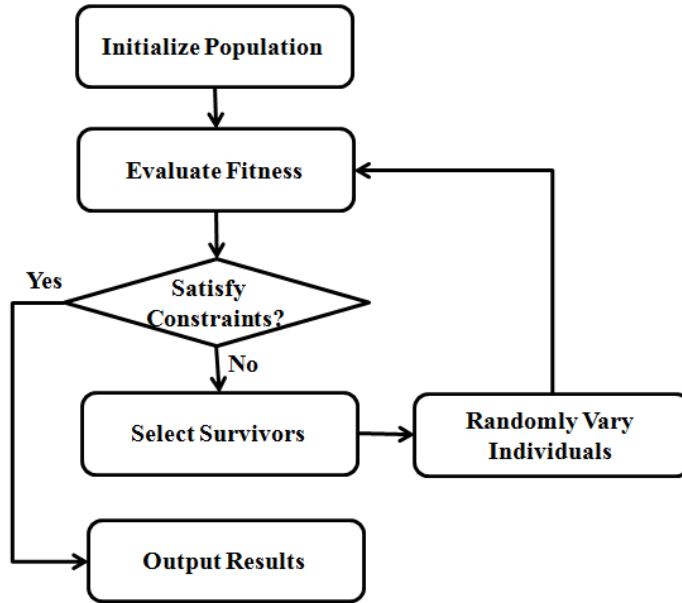 Initialize Population
Evaluate Fitness
Yes
Satisfy
Constraints?
No
Select Survivors
Randomly Vary
Individuals
Output Results